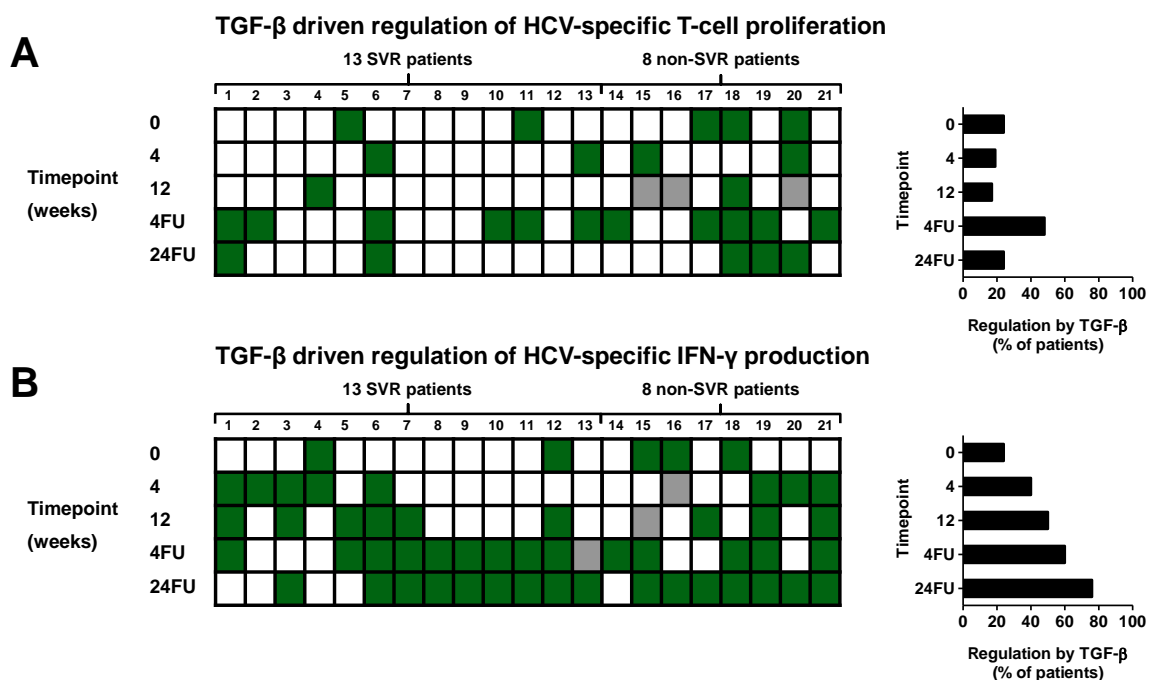 A
TGF-β driven regulation of HCV-specific T-cell proliferation
13 SVR patients 8 non-SVR patients
1 2 3 4 5 6 7 8 9 10 11 12 13 14 15 16 17 18 19 20 21
Timepoint
(weeks)
0
4
12
4FU
24FU
Timepoint
0
4
12
4FU
24FU
0 20 40 60 80 100
Regulation by TGF-β
(% of patients)
B
TGF-β driven regulation of HCV-specific IFN-γ production
13 SVR patients 8 non-SVR patients
1 2 3 4 5 6 7 8 9 10 11 12 13 14 15 16 17 18 19 20 21
Timepoint
(weeks)
0
4
12
4FU
24FU
Timepoint
0
4
12
4FU
24FU
0 20 40 60 80 100
Regulation by TGF-β
(% of patients)